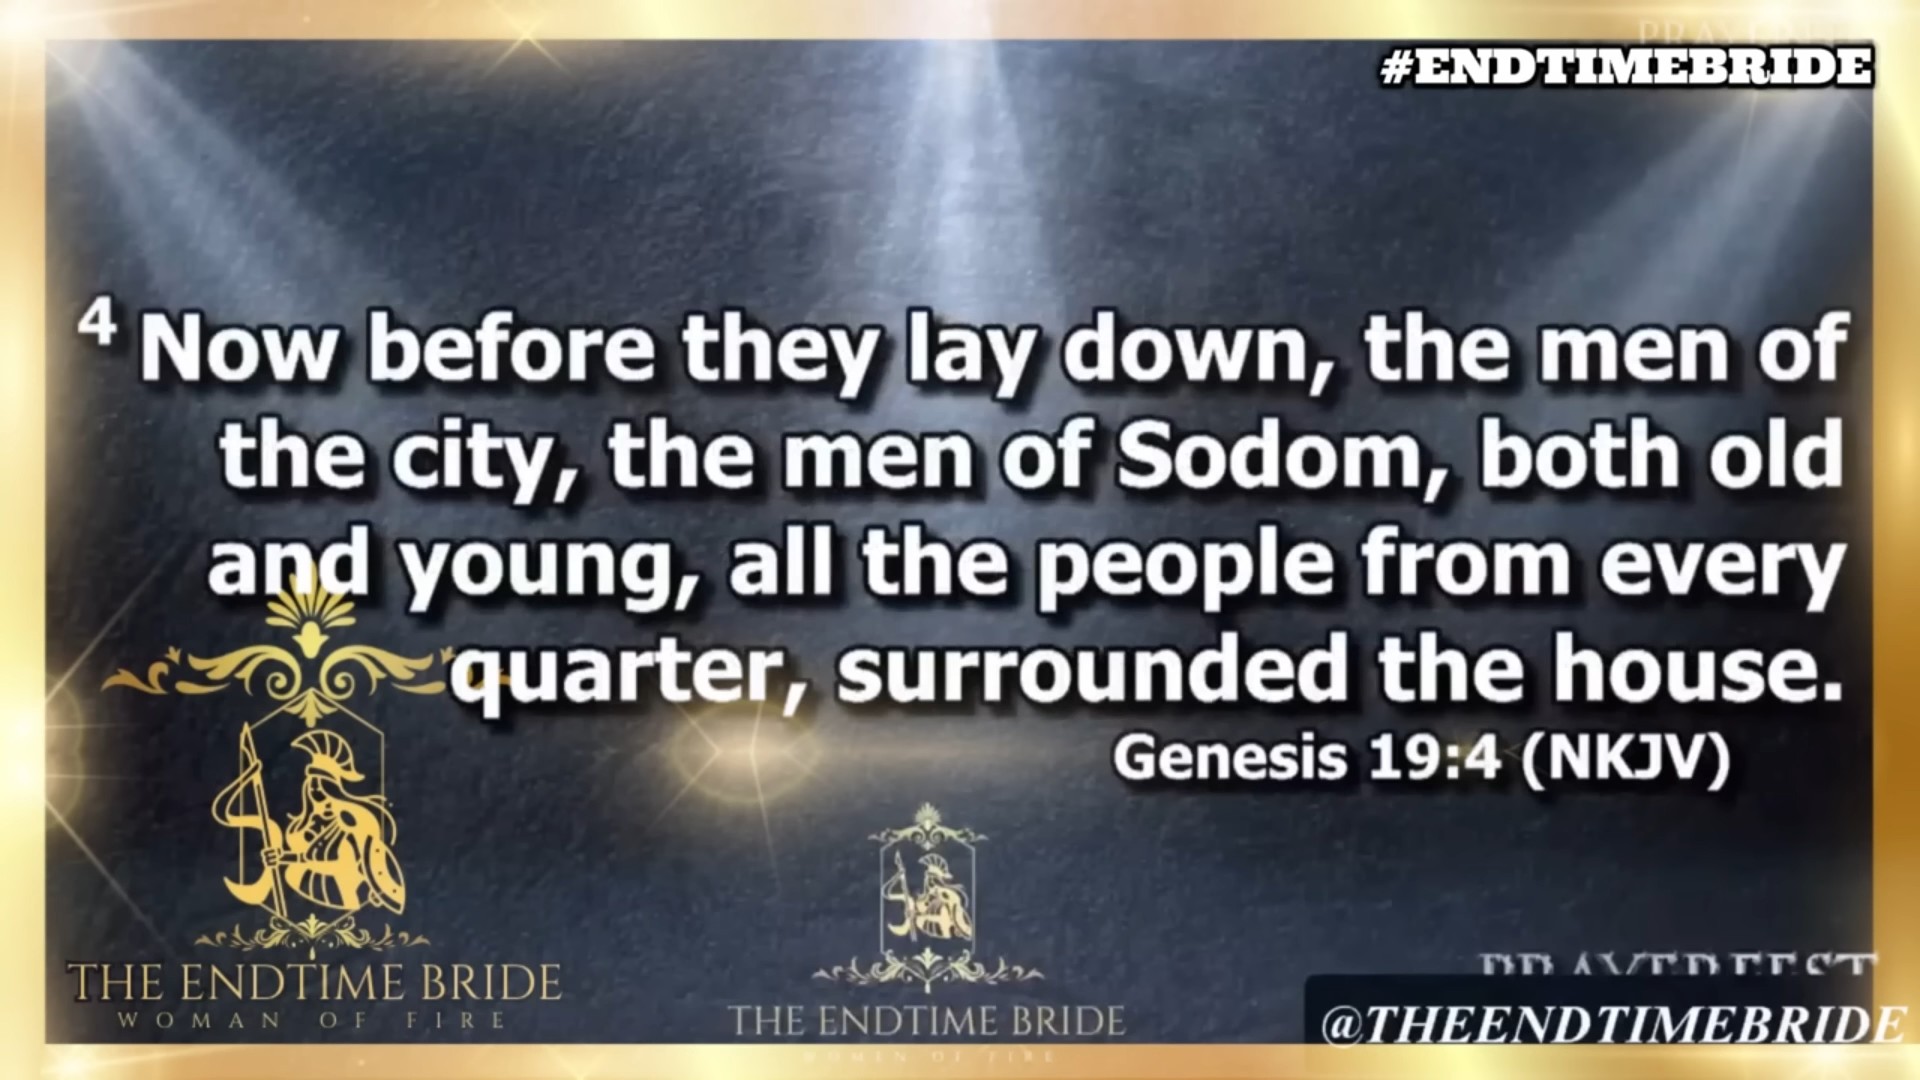 #ENDTIMEBRIDE
4 Now before they lay down, the men of
the city, the men of Sodom, both old
and young, all the people from every
quarter, surrounded the house.
Genesis 19:4 (NKJV)
THE ENDTIME BRIDE
WOMAN OF FIRE
THE ENDTIME BRIDE
WOMEN OF FIRE
PRAYERFEST
@THEENDTIMEBRIDE